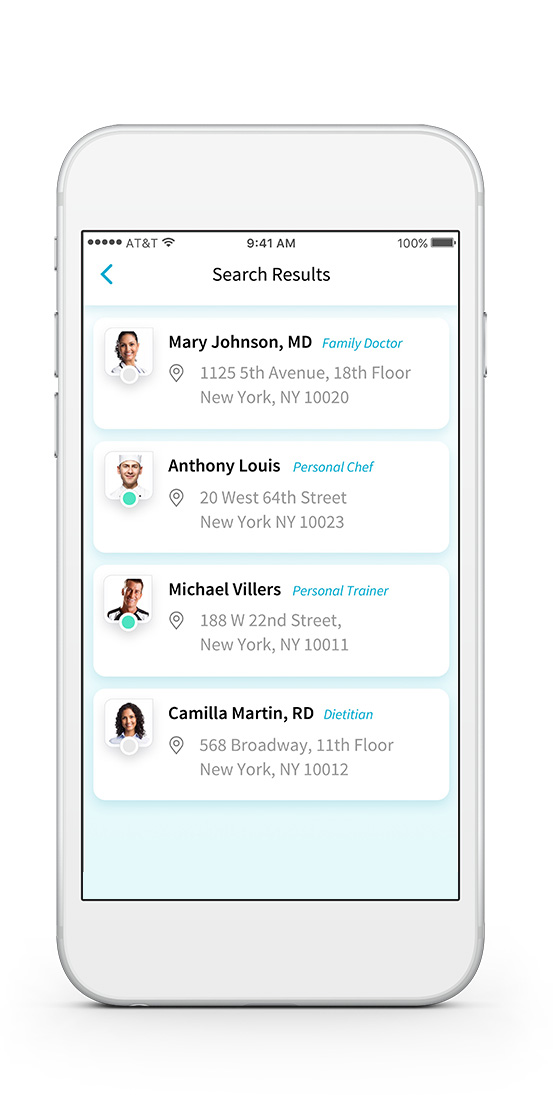 AT&T 9:41 AM 100%
Search Results
Mary Johnson, MD Family Doctor
1125 5th Avenue, 18th Floor
New York, NY 10020
Anthony Louis Personal Chef
20 West 64th Street
New York NY 10023
Michael Villers Personal Trainer
188 W 22nd Street,
New York, NY 10011
Camilla Martin, RD Dietitian
568 Broadway, 11th Floor
New York, NY 10012